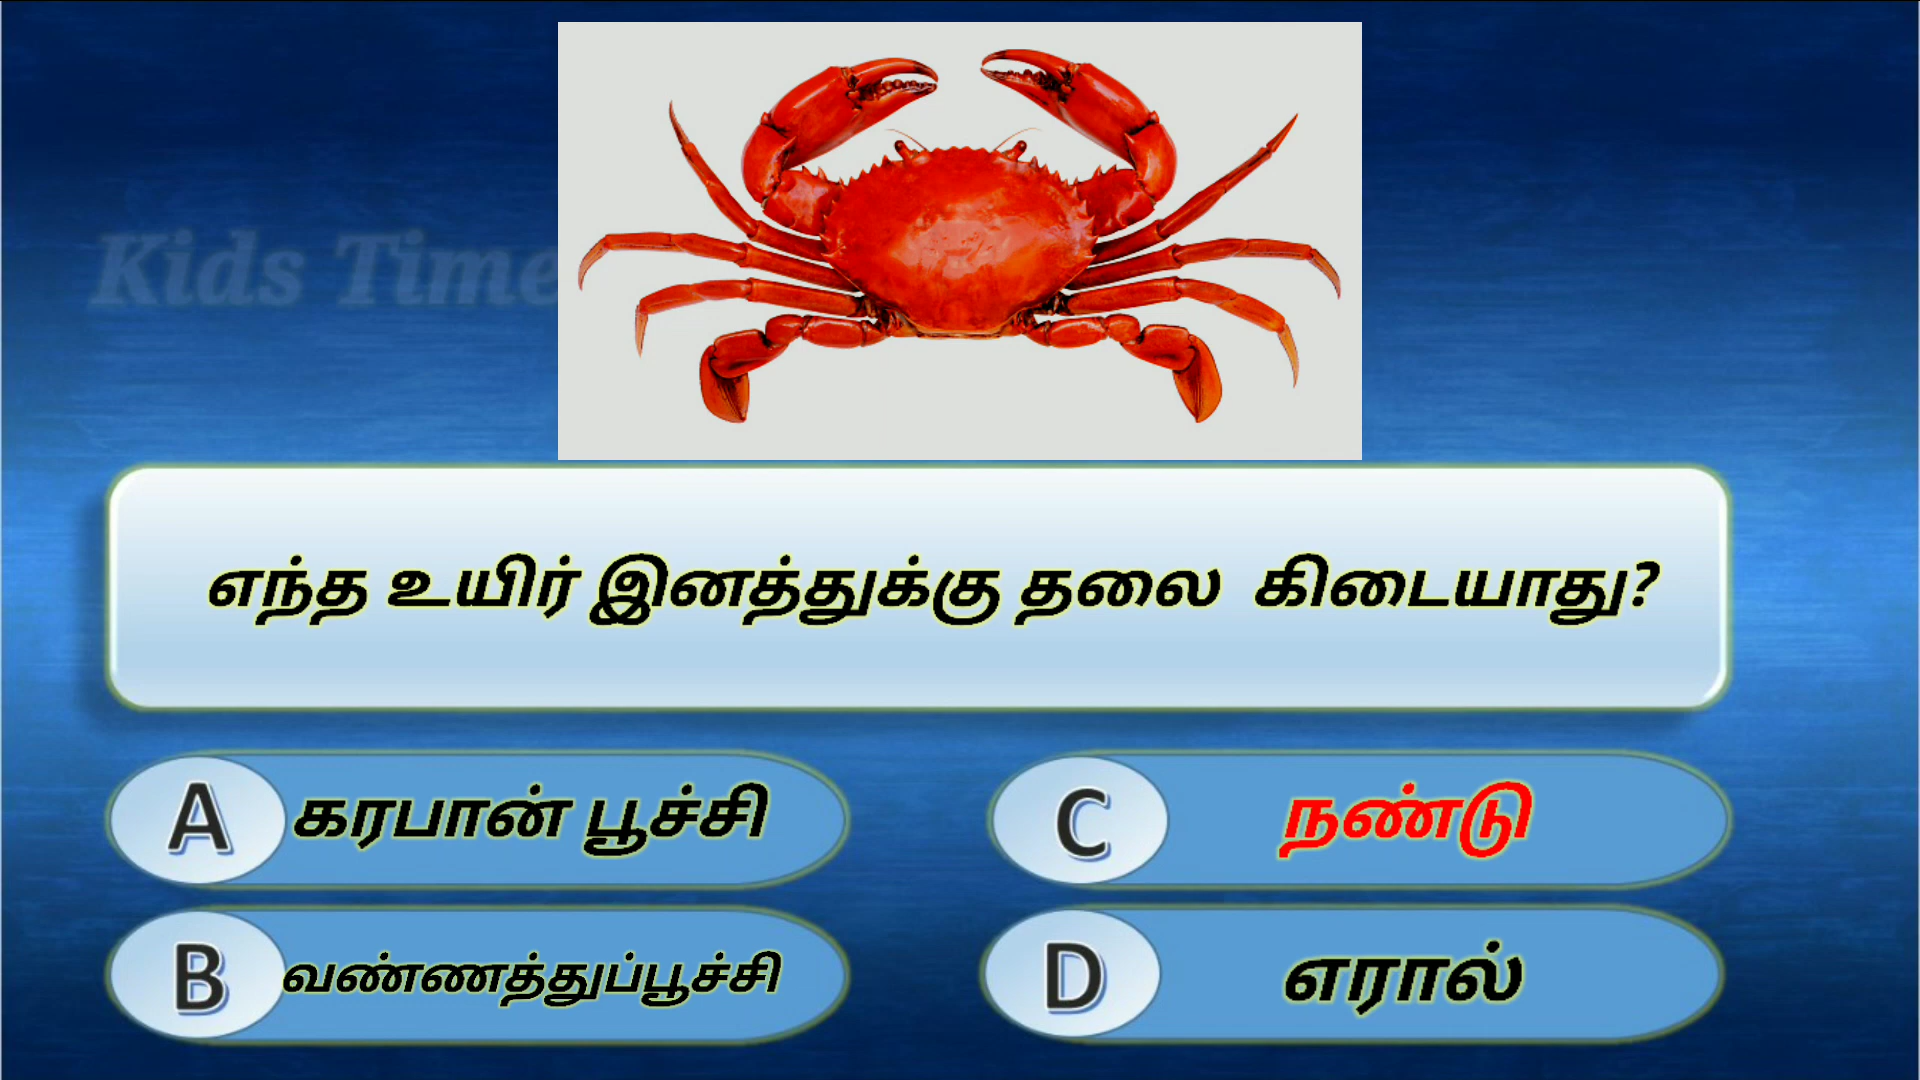 Kids Time
எந்த உயிர் இனத்துக்கு தலை கிடையாது?
A கரபான் பூச்சி
B வண்ணத்துப்பூச்சி
C நண்டு
D எரால்